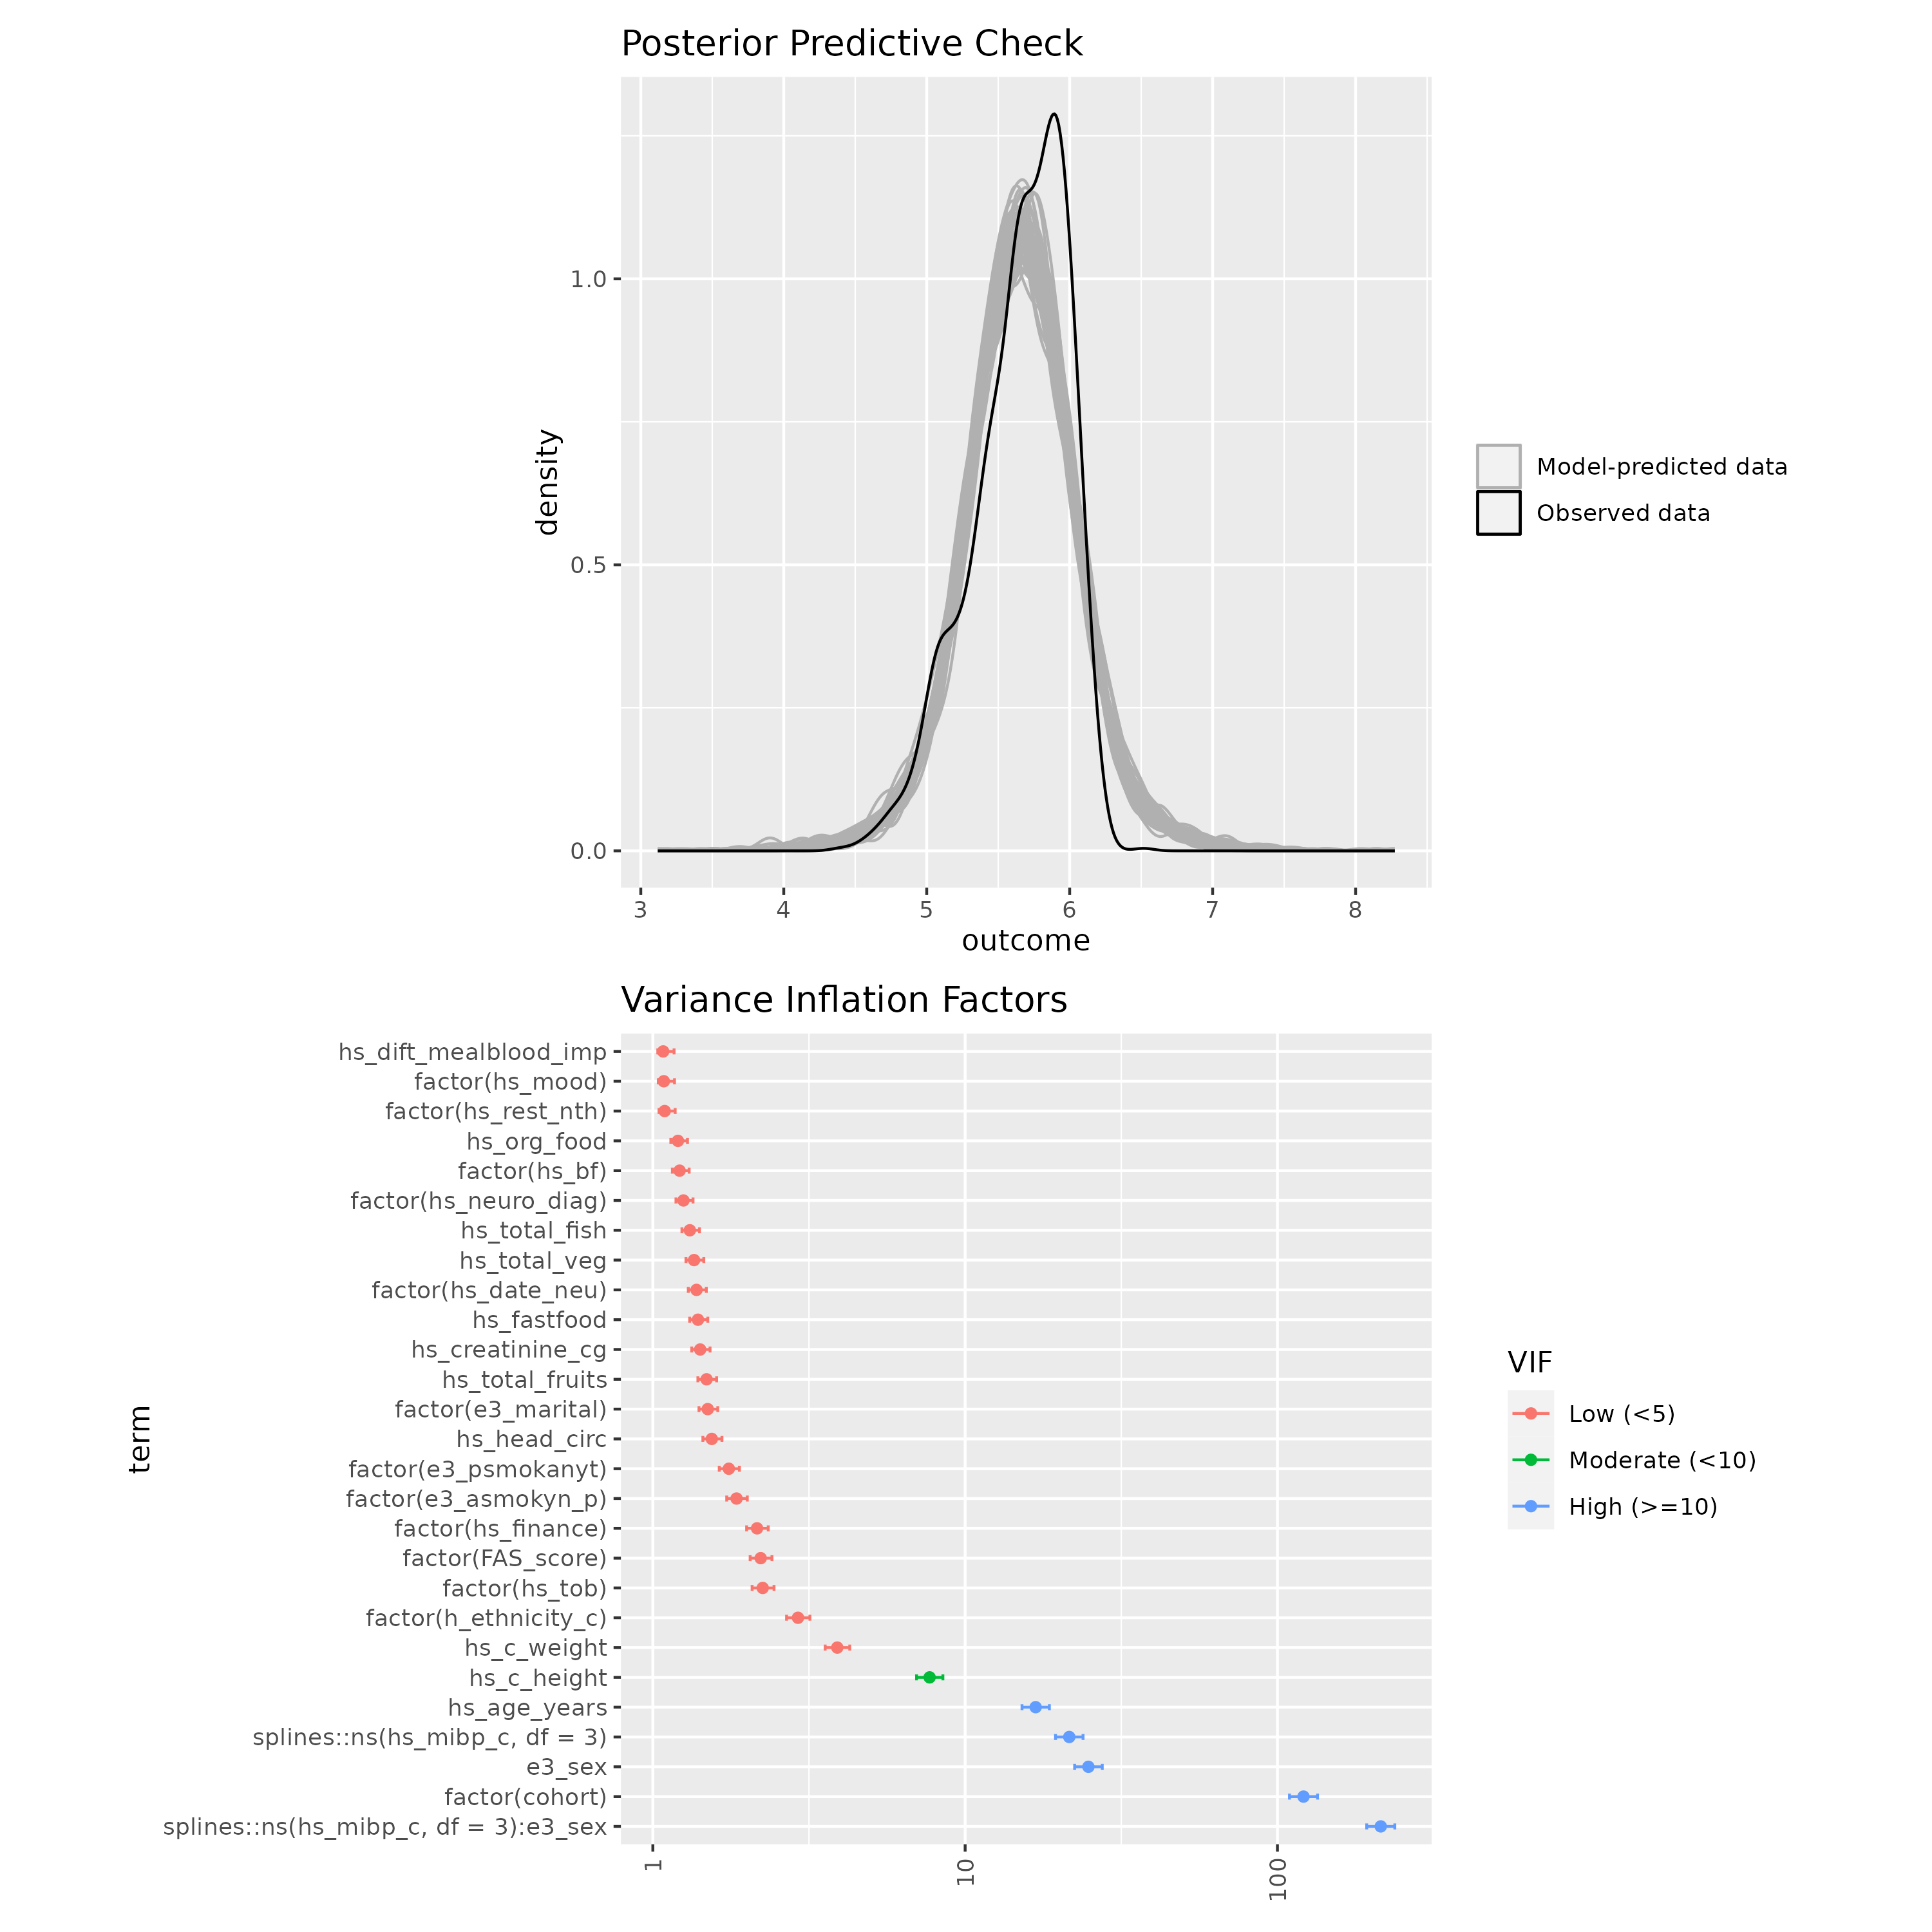 Posterior Predictive Check
density
1.0
0.5
0.0
3 4 5 6 7 8
outcome
Model-predicted data
Observed data
Variance Inflation Factors
term
hs_dift_mealblood_imp
factor(hs_mood)
factor(hs_rest_nth)
hs_org_food
factor(hs_bf)
factor(hs_neuro_diag)
hs_total_fish
hs_total_veg
factor(hs_date_neu)
hs_fastfood
hs_creatinine_cg
hs_total_fruits
factor(e3_marital)
hs_head_circ
factor(e3_psmokanyt)
factor(e3_asmokyn_p)
factor(hs_finance)
factor(FAS_score)
factor(hs_tob)
factor(h_ethnicity_c)
hs_c_weight
hs_c_height
hs_age_years
splines::ns(hs_mibp_c, df = 3)
e3_sex
factor(cohort)
splines::ns(hs_mibp_c, df = 3):e3_sex
1 10 100
VIF
Low (<5)
Moderate (<10)
High (>=10)